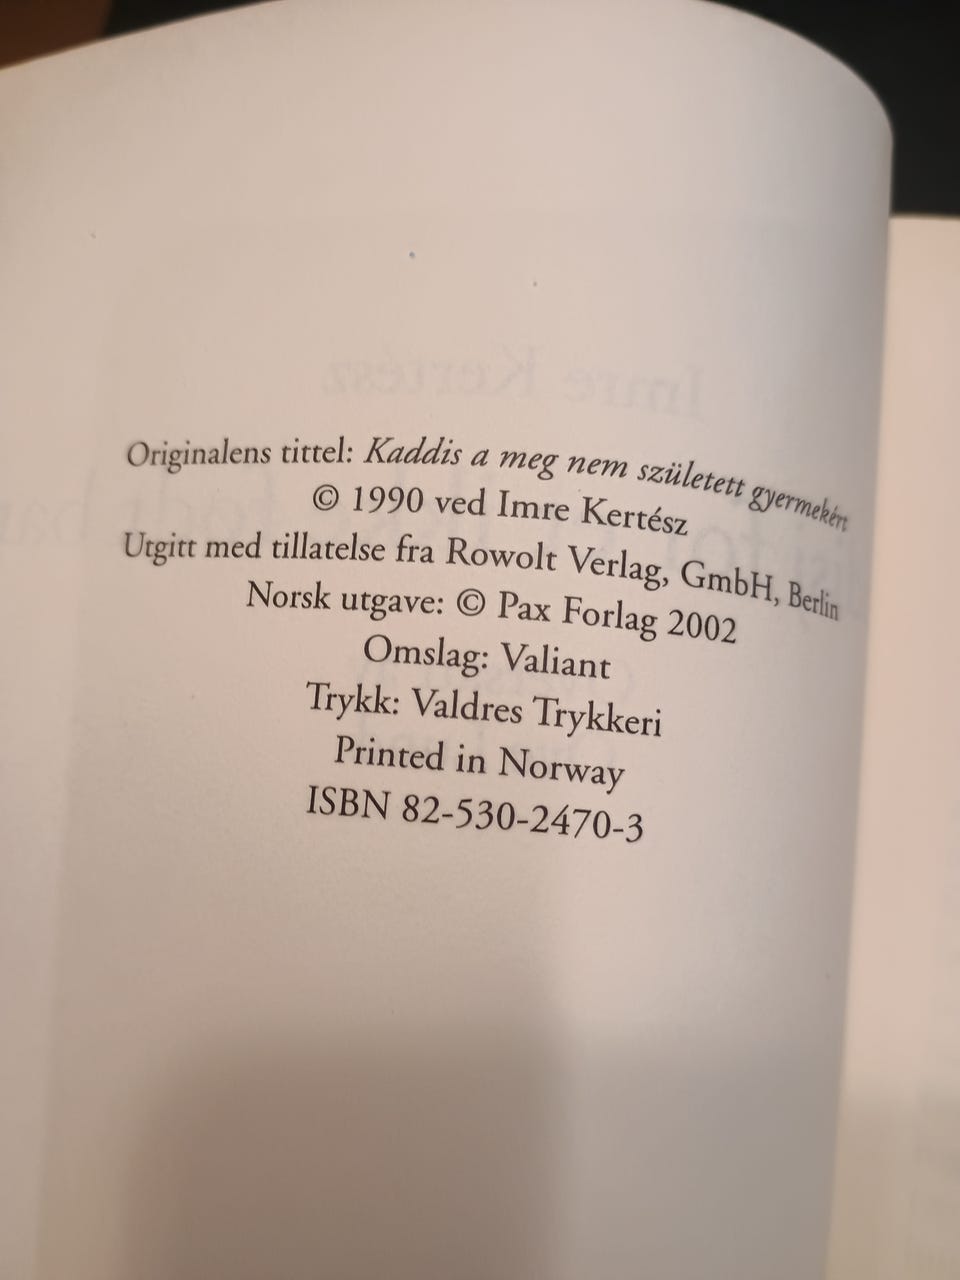 Originalens tittel: Kaddis a meg nem született gyermekért
© 1990 ved Imre Kertész
Utgitt med tillatelse fra Rowolt Verlag, GmbH, Berlin
Norsk utgave: © Pax Forlag 2002
Omslag: Valiant
Trykk: Valdres Trykkeri
Printed in Norway
ISBN 82-530-2470-3